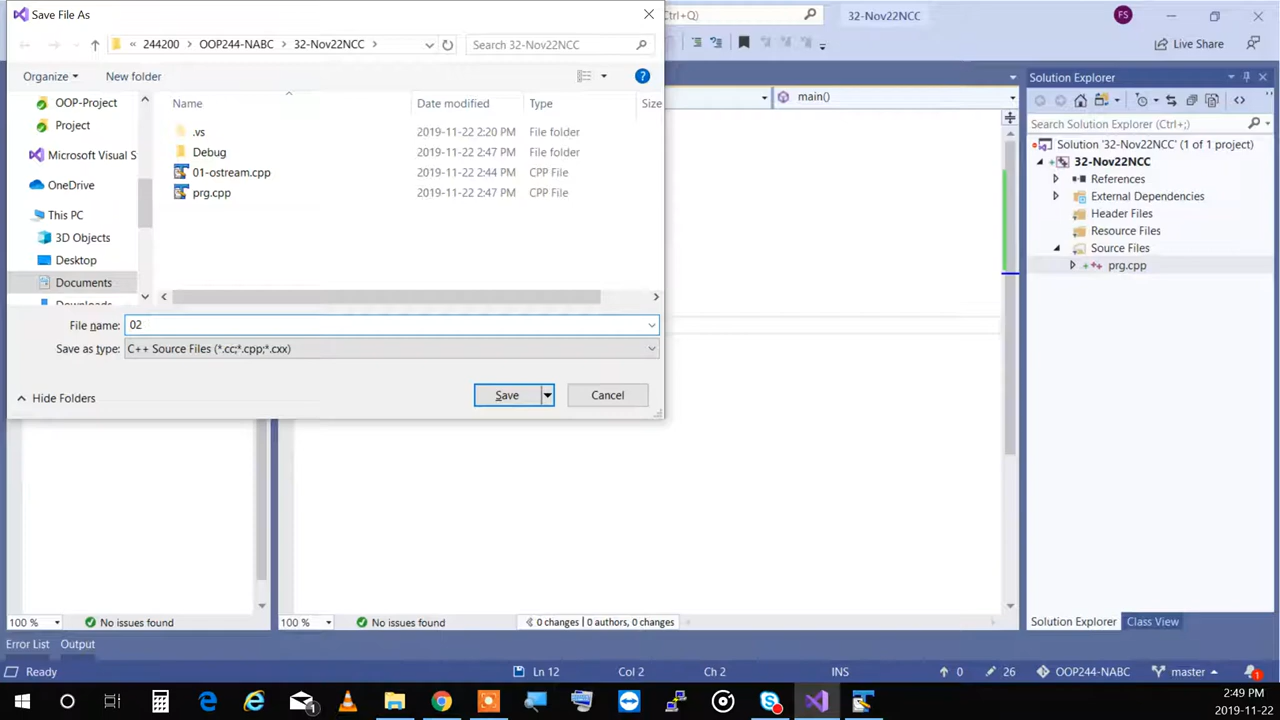 Save File As
Ctrl+Q)
32-Nov22NCC
FS
« 244200 > OOP244-NABC > 32-Nov22NCC >
Search 32-Nov22NCC
Live Share
Organize
New folder
Solution Explorer
main()
OOP-Project
Name
Date modified
Type
Size
Project
Search Solution Explorer (Ctrl+;)
.vs
2019-11-22 2:20 PM
File folder
Solution '32-Nov22NCC' (1 of 1 project)
Microsoft Visual S
Debug
2019-11-22 2:47 PM
File folder
32-Nov22NCC
01-ostream.cpp
2019-11-22 2:44 PM
CPP File
References
OneDrive
prg.cpp
2019-11-22 2:47 PM
CPP File
External Dependencies
This PC
Header Files
3D Objects
Resource Files
Desktop
Source Files
Documents
prg.cpp
Downloads
File name:
02
Save as type:
C++ Source Files (*.cc;*.cpp;*.cxx)
Hide Folders
Save
Cancel
100 %
No issues found
100 %
No issues found
0 changes | 0 authors, 0 changes
Solution Explorer
Class View
Error List
Output
Ready
Ln 12
Col 2
Ch 2
INS
0
26
OOP244-NABC
master
1
1
2:49 PM
2019-11-22